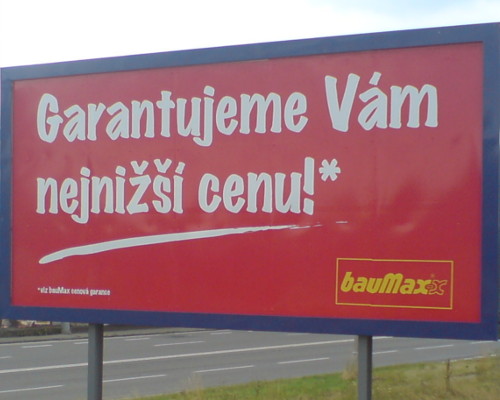 Garantujeme Vám
nejnižší cenu!*
*viz bauMax cenová garance
bauMax x